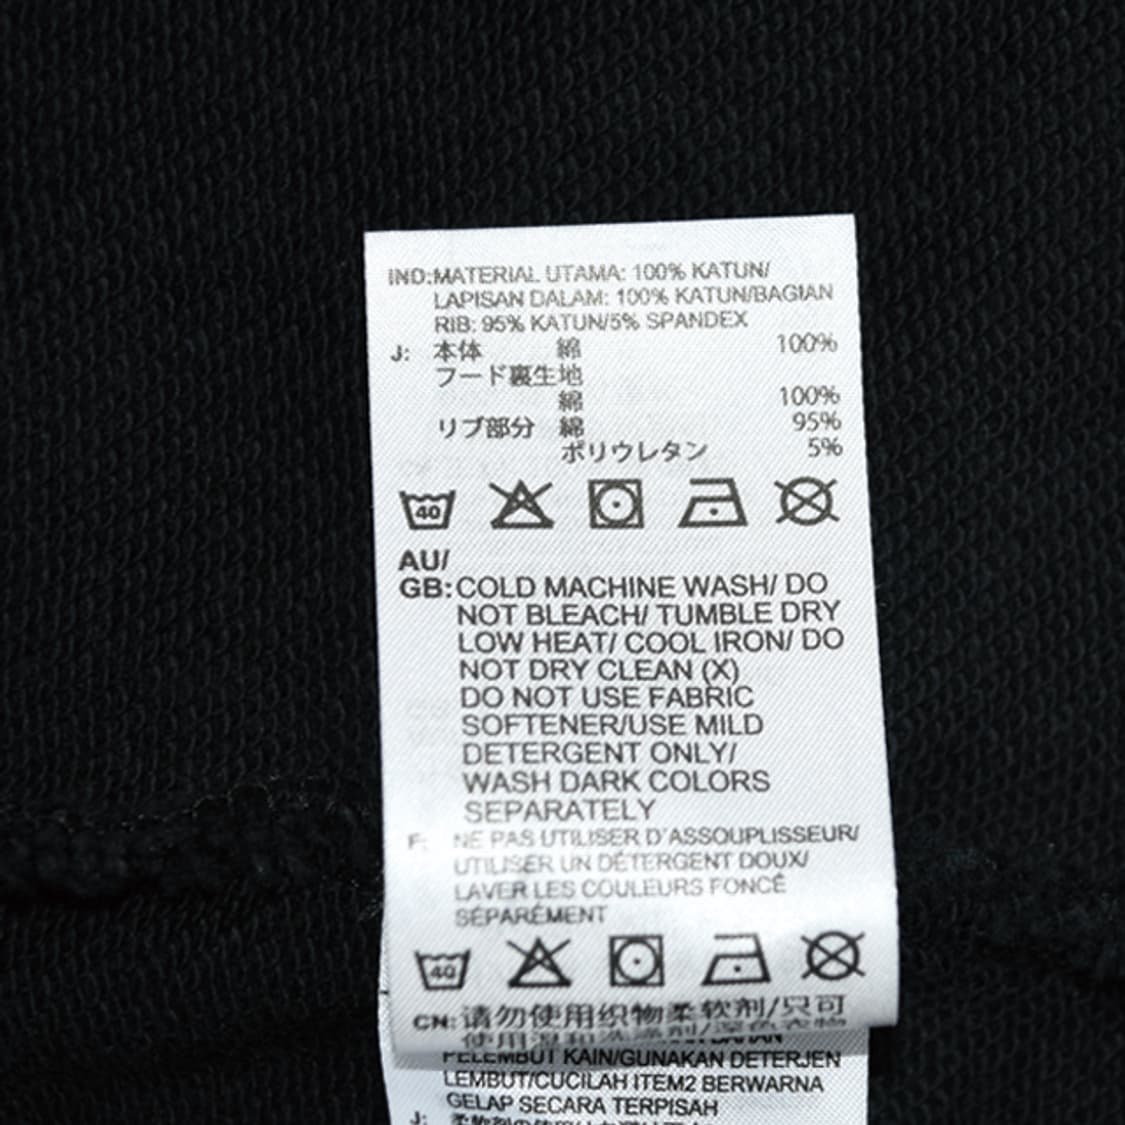 IND:MATERIAL UTAMA: 100% KATUN/
LAPISAN DALAM: 100% KATUN/BAGIAN
RIB: 95% KATUN/5% SPANDEX
J: 本体 綿 100%
フード裏生地
綿 100%
リブ部分 綿 95%
ポリウレタン 5%
40
AU/
GB: COLD MACHINE WASH/ DO
NOT BLEACH/ TUMBLE DRY
LOW HEAT/ COOL IRON/ DO
NOT DRY CLEAN (X)
DO NOT USE FABRIC
SOFTENER/USE MILD
DETERGENT ONLY/
WASH DARK COLORS
SEPARATELY
F: NE PAS UTILISER D'ASSOUPLISSEUR/
UTILISER UN DÉTERGENT DOUX/
LAVER LES COULEURS FONCÉ
SÉPARÉMENT
40
CN: 请勿使用织物柔软剂/只可
使用温和
PELEMBUT KAIN/GUNAKAN DETERJEN
LEMBUT/CUCILAH ITEM2 BERWARNA
GELAP SECARA TERPISAH
J: